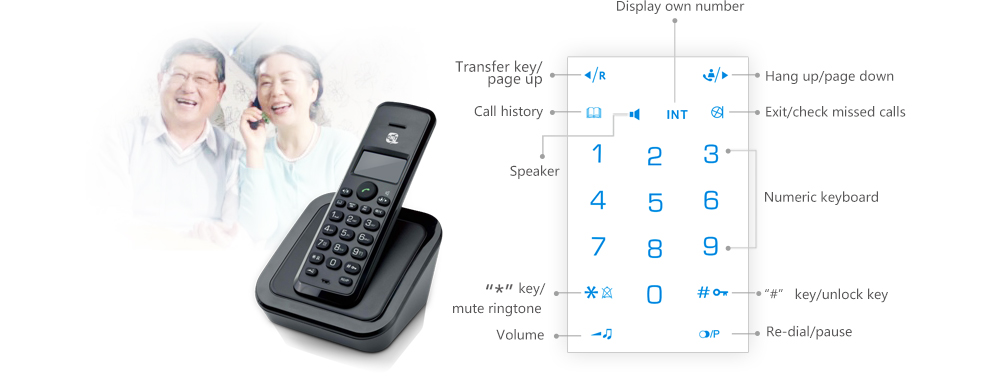 Display own number
Transfer key/
page up
◀/R
/▶
Hang up/page down
Call history
INT
Exit/check missed calls
Speaker
1 2 3
Numeric keyboard
4 5 6
7 8 9
"*" key/
mute ringtone
*
0
#
"#" key/unlock key
Volume
/P
Re-dial/pause